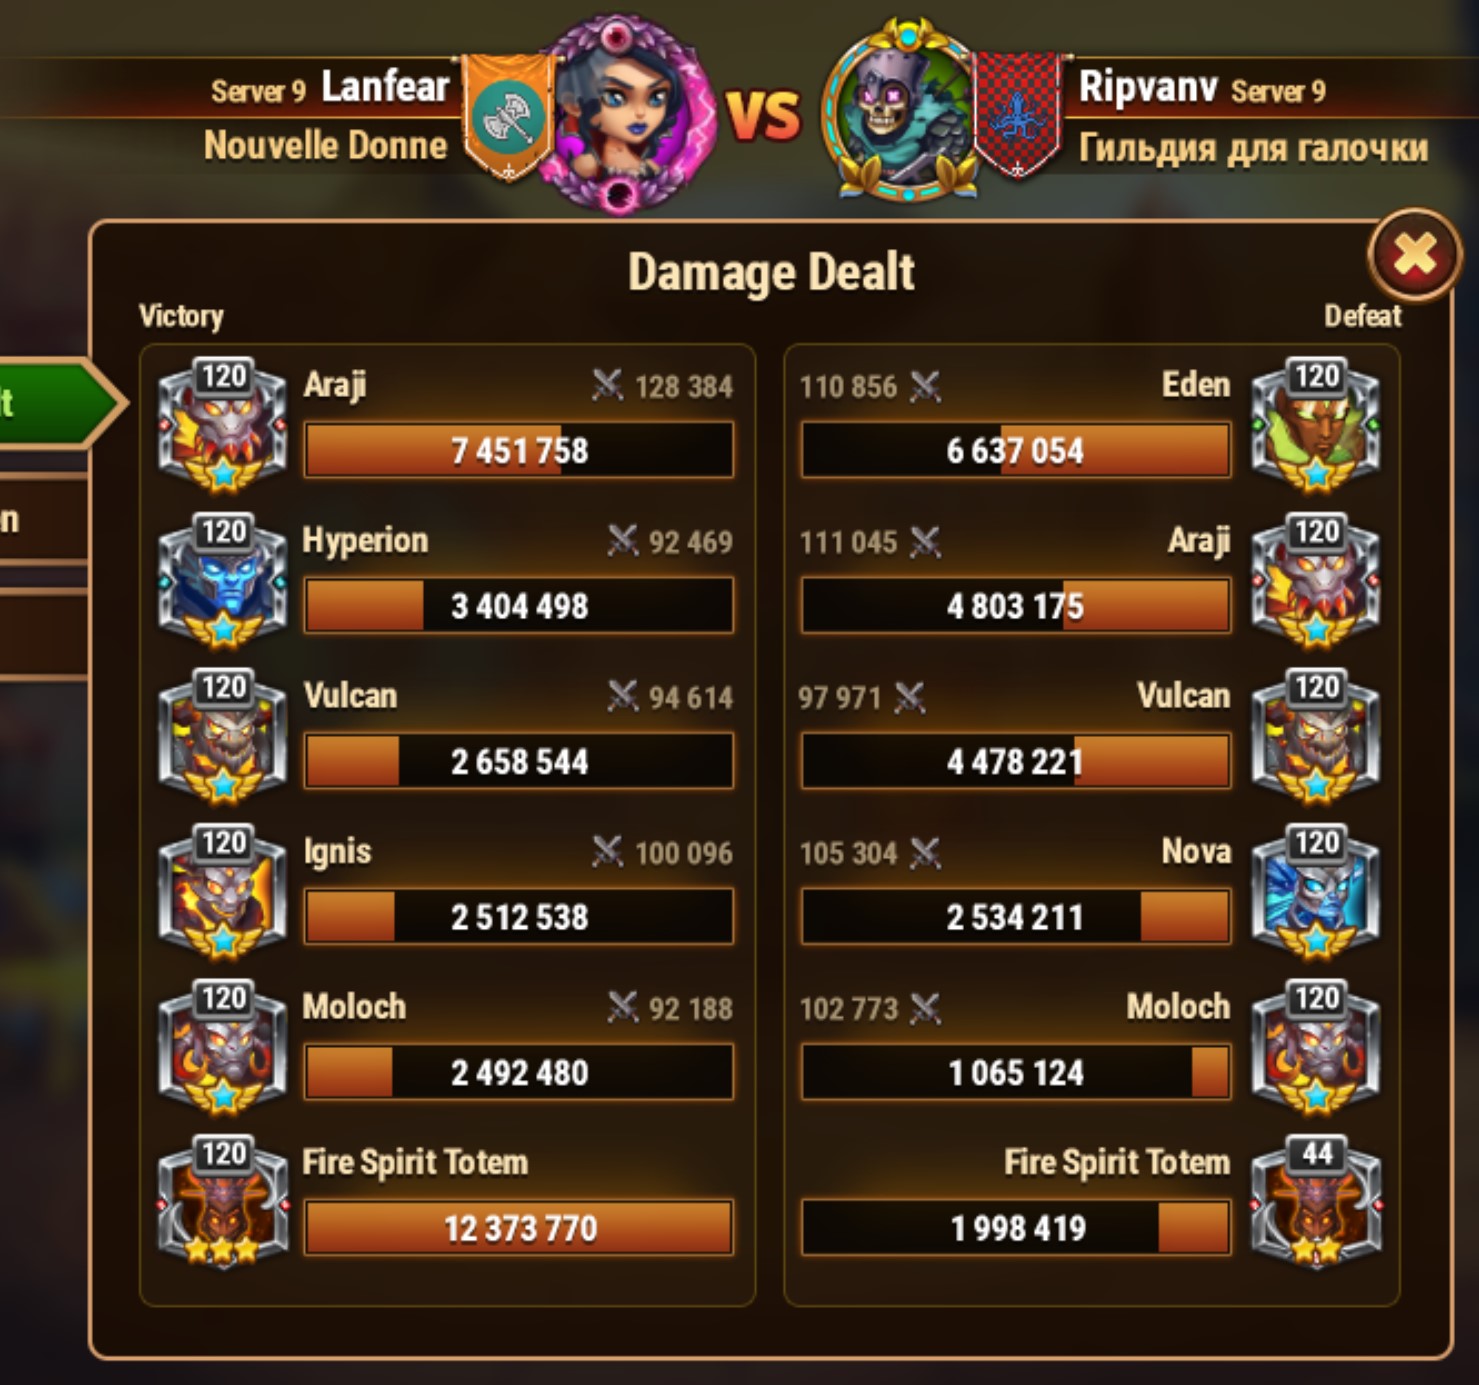 Server 9 Lanfear
Nouvelle Donne
VS
Ripvanv Server 9
Гильдия для галочки
Damage Dealt
Victory
Defeat
120
Araji
128 384
7 451 758
120
Hyperion
92 469
3 404 498
120
Vulcan
94 614
2 658 544
120
Ignis
100 096
2 512 538
120
Moloch
92 188
2 492 480
120
Fire Spirit Totem
12 373 770
110 856
Eden
120
6 637 054
111 045
Araji
120
4 803 175
97 971
Vulcan
120
4 478 221
105 304
Nova
120
2 534 211
102 773
Moloch
120
1 065 124
Fire Spirit Totem
44
1 998 419